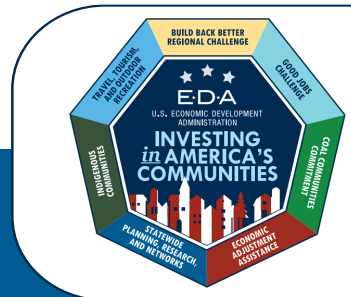 BUILD BACK BETTER
REGIONAL CHALLENGE
GOOD JOBS
CHALLENGE
COAL COMMUNITIES
COMMITMENT
ECONOMIC
ADJUSTMENT
ASSISTANCE
STATEWIDE
PLANNING, RESEARCH,
AND NETWORKS
INDIGENOUS
COMMUNITIES
TRAVEL, TOURISM,
AND OUTDOOR
RECREATION
E·D·A
U.S. ECONOMIC DEVELOPMENT
ADMINISTRATION
INVESTING
in AMERICA'S
COMMUNITIES